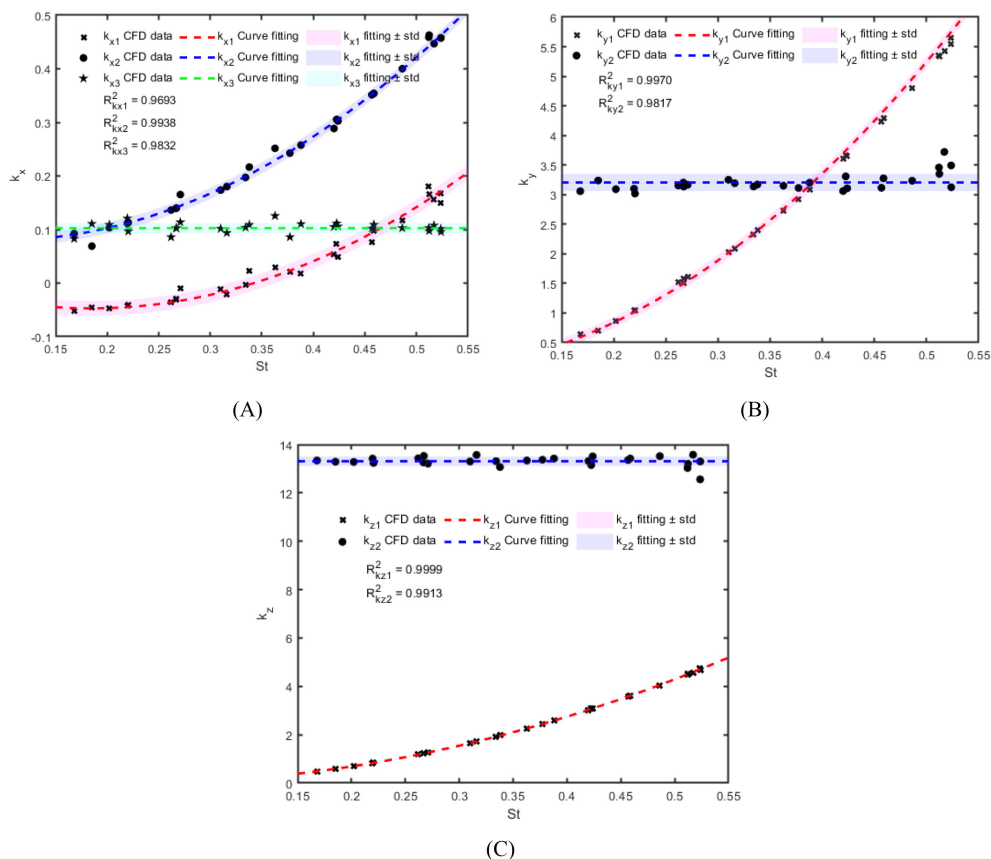 0.5
0.4
0.3
0.2
0.1
0
-0.1
k_x
k_x1 CFD data k_x1 Curve fitting k_x1 fitting ± std
k_x2 CFD data k_x2 Curve fitting k_x2 fitting ± std
k_x3 CFD data k_x3 Curve fitting k_x3 fitting ± std
R²_kx1 = 0.9693
R²_kx2 = 0.9938
R²_kx3 = 0.9832
0.15 0.2 0.25 0.3 0.35 0.4 0.45 0.5 0.55
St
(A)
6
5.5
5
4.5
4
3.5
3
2.5
2
1.5
1
0.5
k_y
k_y1 CFD data k_y1 Curve fitting k_y1 fitting ± std
k_y2 CFD data k_y2 Curve fitting k_y2 fitting ± std
R²_ky1 = 0.9970
R²_ky2 = 0.9817
0.15 0.2 0.25 0.3 0.35 0.4 0.45 0.5 0.55
St
(B)
14
12
10
8
6
4
2
0
k_z
k_z1 CFD data k_z1 Curve fitting k_z1 fitting ± std
k_z2 CFD data k_z2 Curve fitting k_z2 fitting ± std
R²_kz1 = 0.9999
R²_kz2 = 0.9913
0.15 0.2 0.25 0.3 0.35 0.4 0.45 0.5 0.55
St
(C)